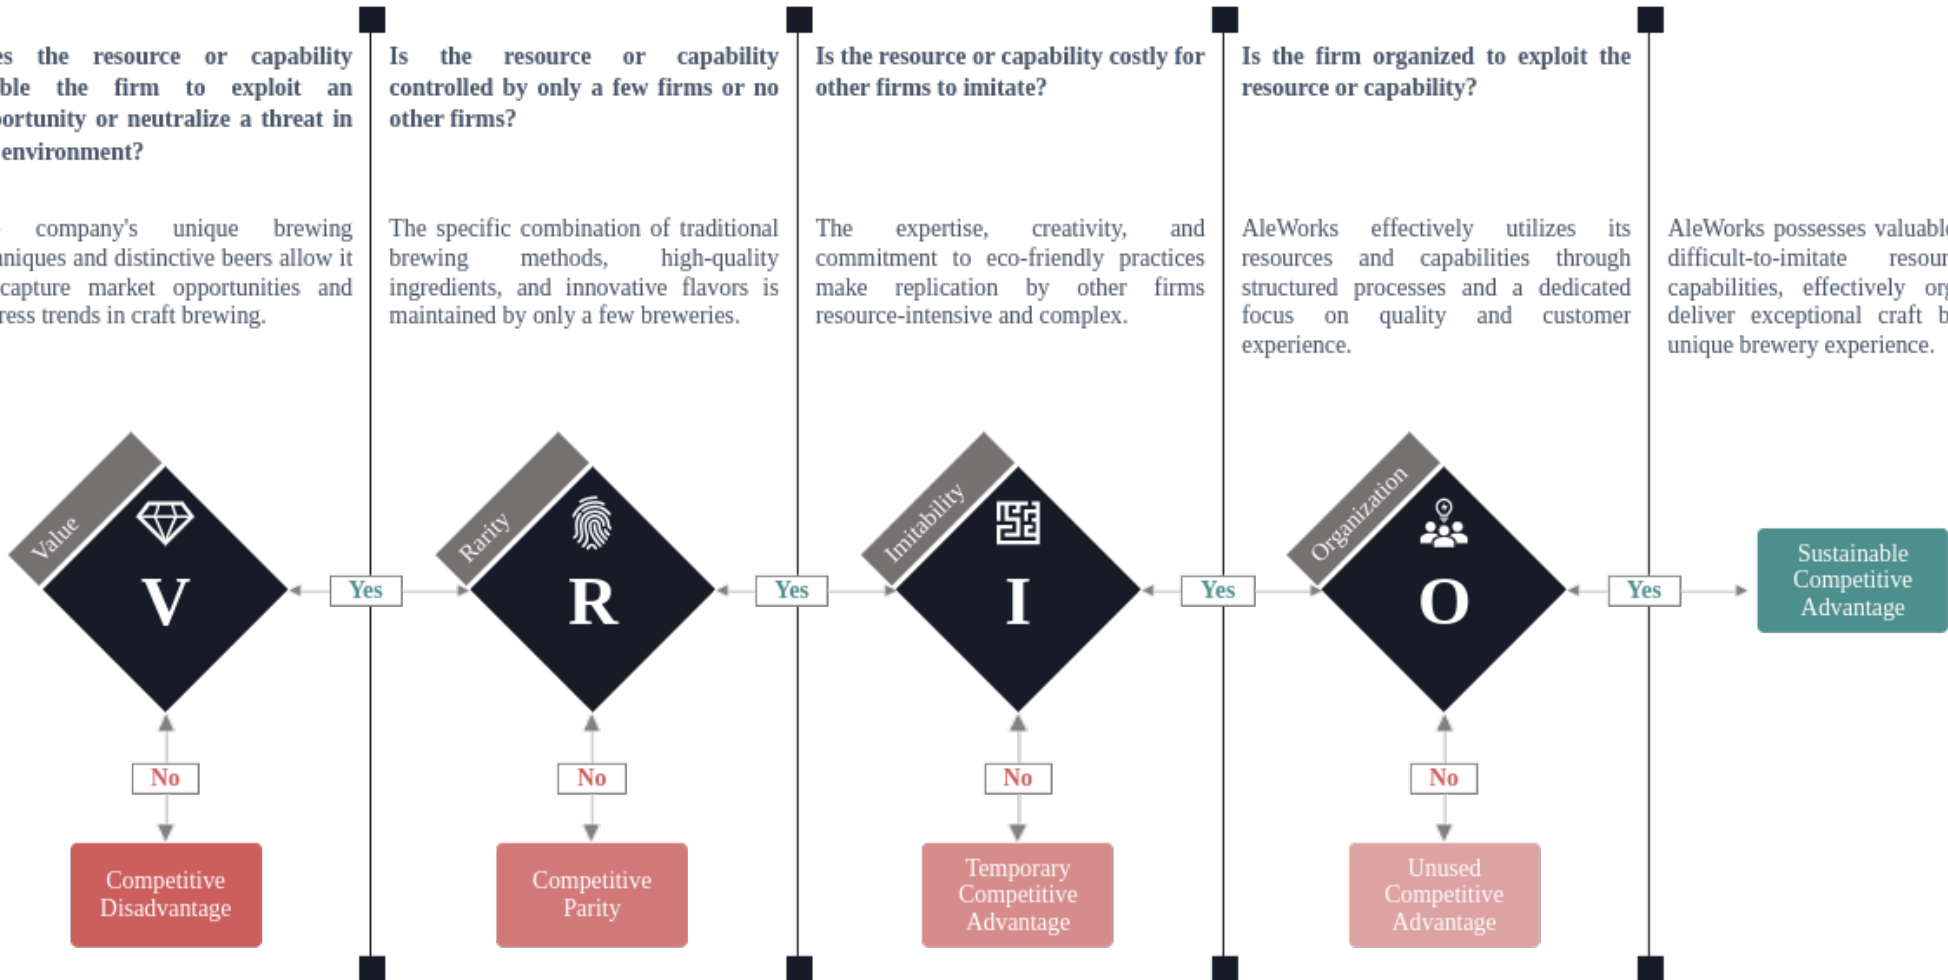 es the resource or capability
ble the firm to exploit an
ortunity or neutralize a threat in
environment?
company's unique brewing
niques and distinctive beers allow it
capture market opportunities and
ress trends in craft brewing.
Value
V
Yes
No
Competitive
Disadvantage
Is the resource or capability
controlled by only a few firms or no
other firms?
The specific combination of traditional
brewing methods, high-quality
ingredients, and innovative flavors is
maintained by only a few breweries.
Rarity
R
Yes
No
Competitive
Parity
Is the resource or capability costly for
other firms to imitate?
The expertise, creativity, and
commitment to eco-friendly practices
make replication by other firms
resource-intensive and complex.
Imitability
I
Yes
No
Temporary
Competitive
Advantage
Is the firm organized to exploit the
resource or capability?
AleWorks effectively utilizes its
resources and capabilities through
structured processes and a dedicated
focus on quality and customer
experience.
Organization
O
Yes
No
Unused
Competitive
Advantage
AleWorks possesses valuable
difficult-to-imitate resour
capabilities, effectively org
deliver exceptional craft b
unique brewery experience.
Sustainable
Competitive
Advantage